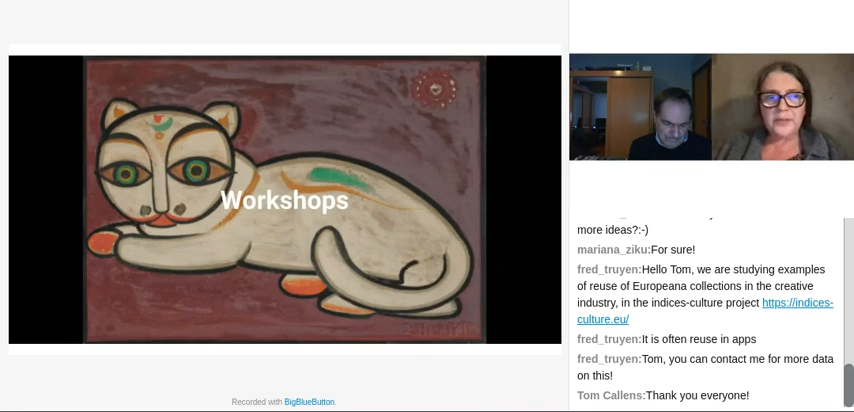 Workshops
Recorded with BigBlueButton.
more ideas?:-)
mariana_ziku:For sure!
fred_truyen:Hello Tom, we are studying examples
of reuse of Europeana collections in the creative
industry, in the indices-culture project https://indices-
culture.eu/
fred_truyen:It is often reuse in apps
fred_truyen:Tom, you can contact me for more data
on this!
Tom Callens:Thank you everyone!